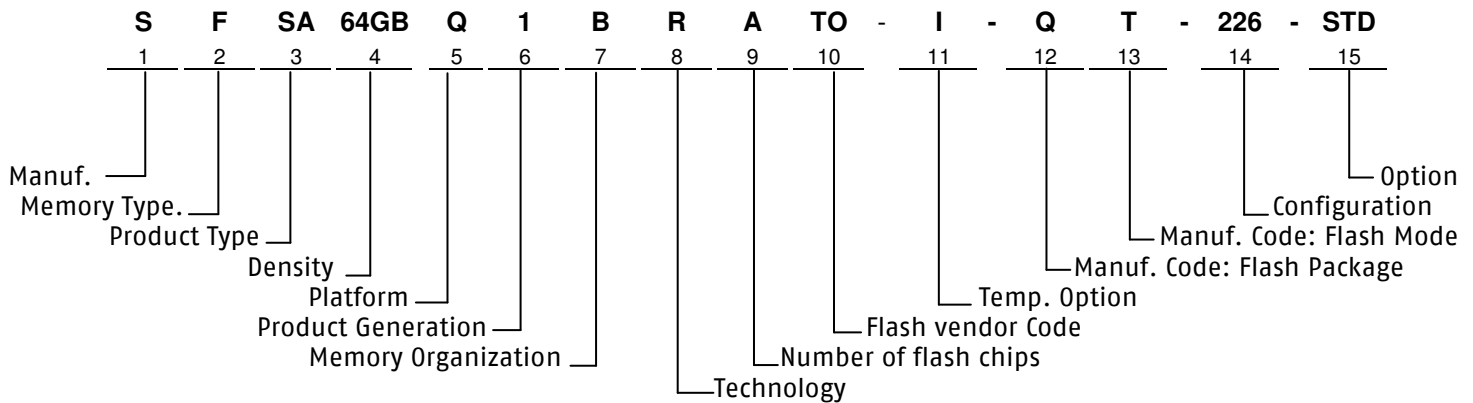 S F SA 64GB Q 1 B R A TO - I - Q T - 226 - STD
1 2 3 4 5 6 7 8 9 10 11 12 13 14 15
Manuf. Option
Memory Type. Configuration
Product Type Manuf. Code: Flash Mode
Density Manuf. Code: Flash Package
Platform Temp. Option
Product Generation Flash vendor Code
Memory Organization Number of flash chips
Technology